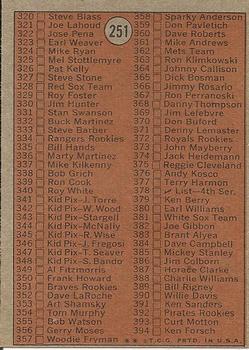 251
320 Steve Blass
321 Joe Lahoud
322 Jose Pena
323 Earl Weaver
324 Mike Ryan
325 Mel Stottlemyre
326 Pat Kelly
327 Steve Stone
328 Red Sox Team
329 Roy Foster
330 Jim Hunter
331 Stan Swanson
332 Buck Martinez
333 Steve Barber
334 Rangers Rookies
335 Bill Hands
336 Marty Martinez
337 Mike Kilkenny
338 Bob Grich
339 Ron Cook
340 Roy White
341 Kid Pix-J. Torre
342 Kid Pix-W. Wood
343 Kid Pix-Stargell
344 Kid Pix-McNally
345 Kid Pix-R. Wise
346 Kid Pix-J. Fregosi
347 Kid Pix-T. Seaver
348 Kid Pix-S. Bando
349 Al Fitzmorris
350 Frank Howard
351 Braves Rookies
352 Dave LaRoche
353 Art Shamsky
354 Tom Murphy
355 Bob Watson
356 Gerry Moses
357 Woodie Fryman
358 Sparky Anderson
359 Don Pavletich
360 Dave Roberts
361 Mike Andrews
362 Mets Team
363 Ron Klimkowski
364 Johnny Callison
365 Dick Bosman
366 Jimmy Rosario
367 Ron Perranoski
368 Danny Thompson
369 Jim Lefebvre
370 Don Buford
371 Denny Lemaster
372 Royals Rookies
373 John Mayberry
374 Jack Heidemann
375 Reggie Cleveland
376 Andy Kosco
377 Terry Harmon
378 ✓ List-4th Ser.
379 Ken Berry
380 Earl Williams
381 White Sox Team
382 Joe Gibbon
383 Brant Alyea
384 Dave Campbell
385 Mickey Stanley
386 Jim Colborn
387 Horace Clarke
388 Charlie Williams
389 Bill Rigney
390 Willie Davis
391 Ken Sanders
392 Pirates Rookies
393 Curt Motton
394 Ken Forsch
** ©T.C.G. PRTD. IN U.S.A.